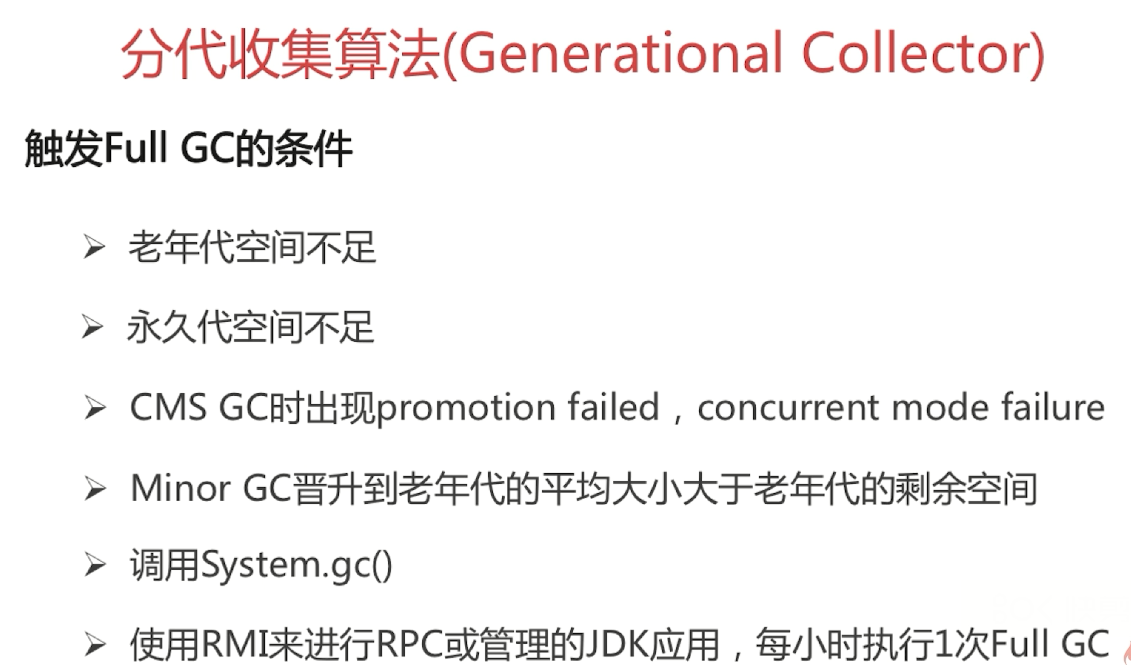 分代收集算法(Generational Collector)
触发Full GC的条件
➢ 老年代空间不足
➢ 永久代空间不足
➢ CMS GC时出现promotion failed，concurrent mode failure
➢ Minor GC晋升到老年代的平均大小大于老年代的剩余空间
➢ 调用System.gc()
➢ 使用RMI来进行RPC或管理的JDK应用，每小时执行1次Full GC